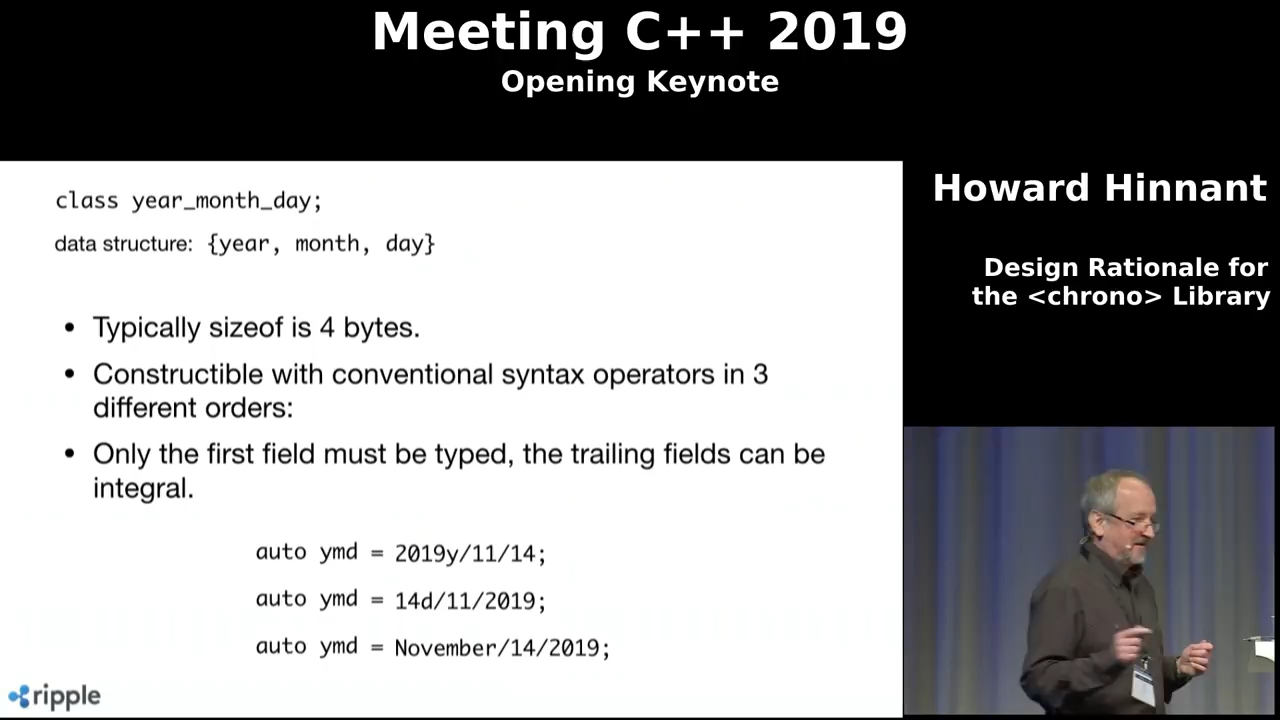 Meeting C++ 2019
Opening Keynote
class year_month_day;
data structure: {year, month, day}
• Typically sizeof is 4 bytes.
• Constructible with conventional syntax operators in 3
different orders:
• Only the first field must be typed, the trailing fields can be
integral.
auto ymd = 2019y/11/14;
auto ymd = 14d/11/2019;
auto ymd = November/14/2019;
ripple
Howard Hinnant
Design Rationale for
the <chrono> Library